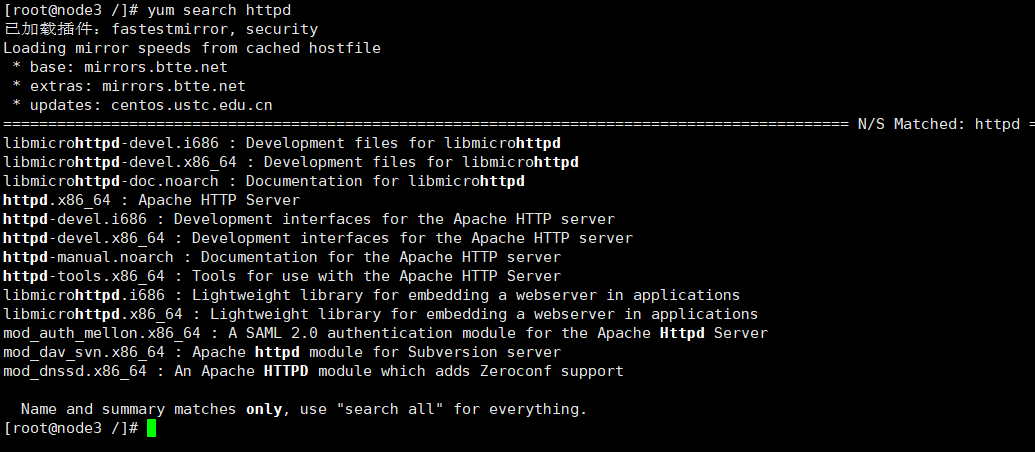 [root@node3 /]# yum search httpd
已加载插件：fastestmirror, security
Loading mirror speeds from cached hostfile
 * base: mirrors.btte.net
 * extras: mirrors.btte.net
 * updates: centos.ustc.edu.cn
============================================================================================== N/S Matched: httpd =
libmicrohttpd-devel.i686 : Development files for libmicrohttpd
libmicrohttpd-devel.x86_64 : Development files for libmicrohttpd
libmicrohttpd-doc.noarch : Documentation for libmicrohttpd
httpd.x86_64 : Apache HTTP Server
httpd-devel.i686 : Development interfaces for the Apache HTTP server
httpd-devel.x86_64 : Development interfaces for the Apache HTTP server
httpd-manual.noarch : Documentation for the Apache HTTP server
httpd-tools.x86_64 : Tools for use with the Apache HTTP Server
libmicrohttpd.i686 : Lightweight library for embedding a webserver in applications
libmicrohttpd.x86_64 : Lightweight library for embedding a webserver in applications
mod_auth_mellon.x86_64 : A SAML 2.0 authentication module for the Apache Httpd Server
mod_dav_svn.x86_64 : Apache httpd module for Subversion server
mod_dnssd.x86_64 : An Apache HTTPD module which adds Zeroconf support

  Name and summary matches only, use "search all" for everything.
[root@node3 /]#